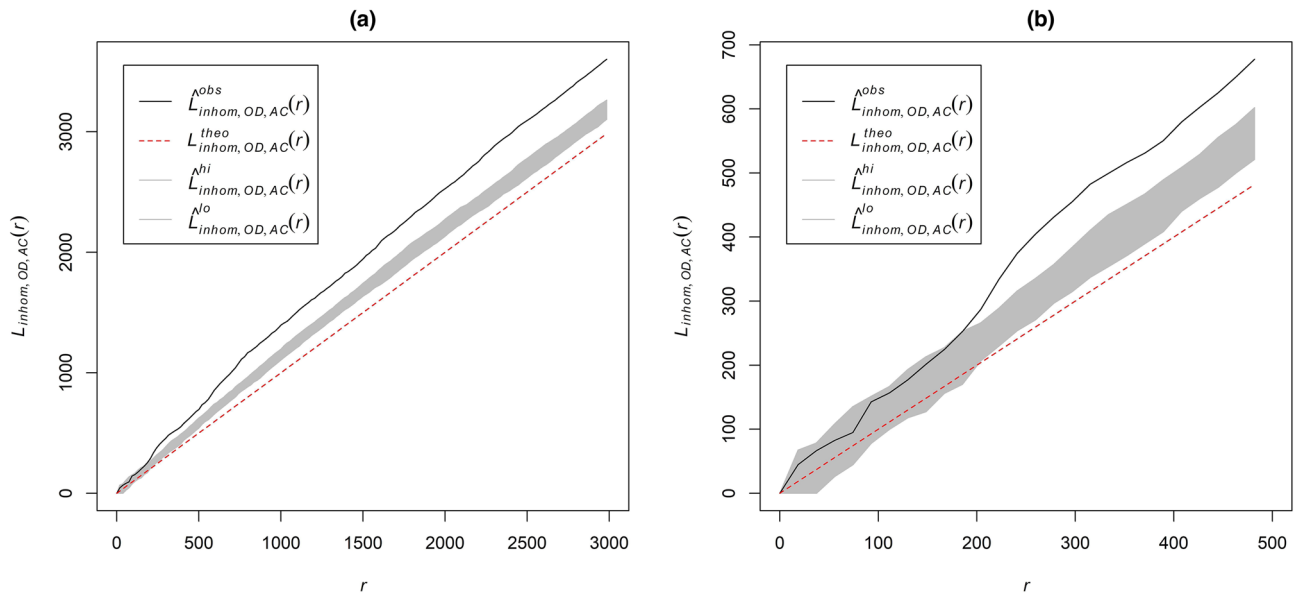 (a)
L̂^obs_inhom, OD, AC(r)
L^theo_inhom, OD, AC(r)
L̂^hi_inhom, OD, AC(r)
L̂^lo_inhom, OD, AC(r)
L_inhom, OD, AC(r)
3000
2000
1000
0
0 500 1000 1500 2000 2500 3000
r
(b)
L̂^obs_inhom, OD, AC(r)
L^theo_inhom, OD, AC(r)
L̂^hi_inhom, OD, AC(r)
L̂^lo_inhom, OD, AC(r)
L_inhom, OD, AC(r)
700
600
500
400
300
200
100
0
0 100 200 300 400 500
r